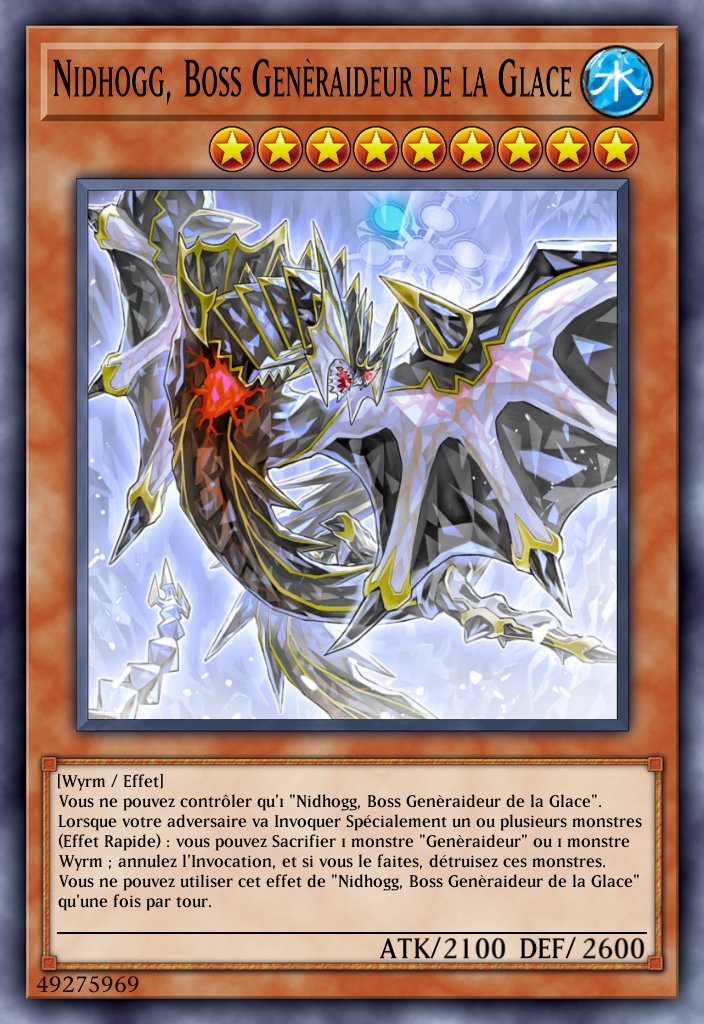 Nidhogg, Boss Genèraideur de la Glace
水
[Wyrm / Effet]
Vous ne pouvez contrôler qu'1 "Nidhogg, Boss Genèraideur de la Glace".
Lorsque votre adversaire va Invoquer Spécialement un ou plusieurs monstres
(Effet Rapide) : vous pouvez Sacrifier 1 monstre "Genèraideur" ou 1 monstre
Wyrm ; annulez l'Invocation, et si vous le faites, détruisez ces monstres.
Vous ne pouvez utiliser cet effet de "Nidhogg, Boss Genèraideur de la Glace"
qu'une fois par tour.
ATK/2100 DEF/ 2600
49275969